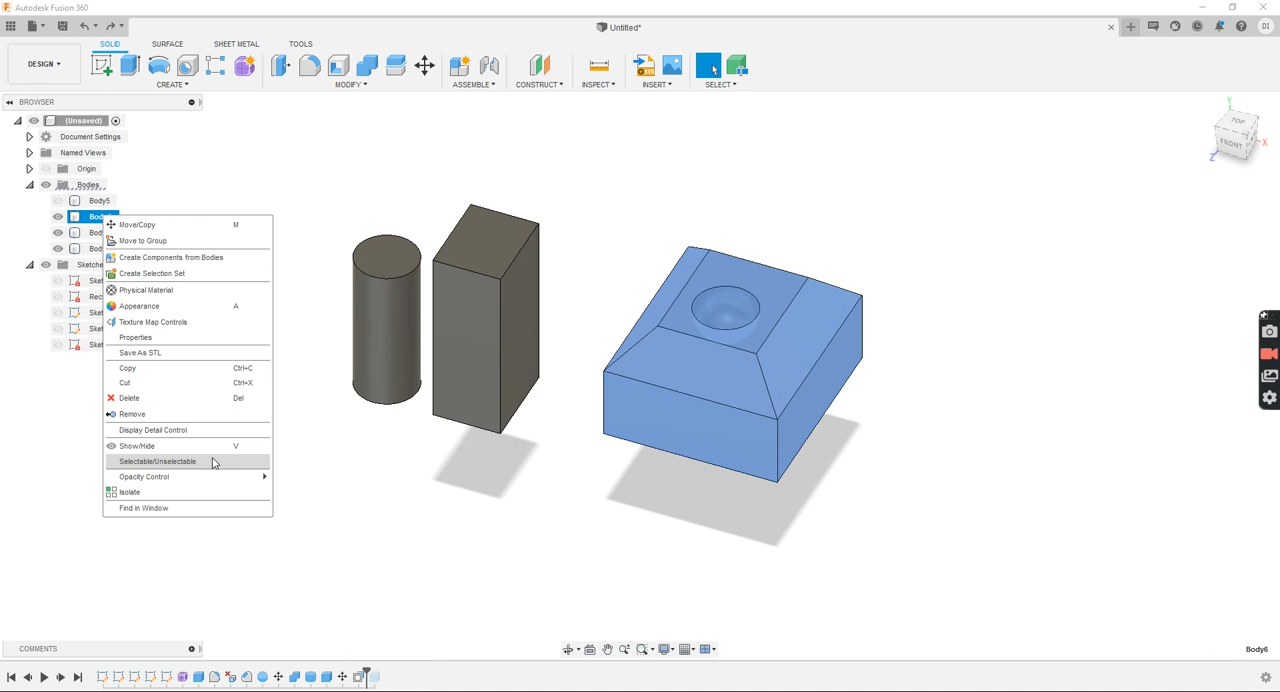 Autodesk Fusion 360
Untitled*
DI
DESIGN
SOLID SURFACE SHEET METAL TOOLS
CREATE MODIFY ASSEMBLE CONSTRUCT INSPECT INSERT SELECT
BROWSER
(Unsaved)
Document Settings
Named Views
Origin
Bodies
Body5
Move/Copy M
Move to Group
Create Components from Bodies
Create Selection Set
Physical Material
Appearance A
Texture Map Controls
Properties
Save As STL
Copy Ctrl+C
Cut Ctrl+X
Delete Del
Remove
Display Detail Control
Show/Hide V
Selectable/Unselectable
Opacity Control
Isolate
Find in Window
TOP
FRONT
Y
X
Z
COMMENTS
Body6